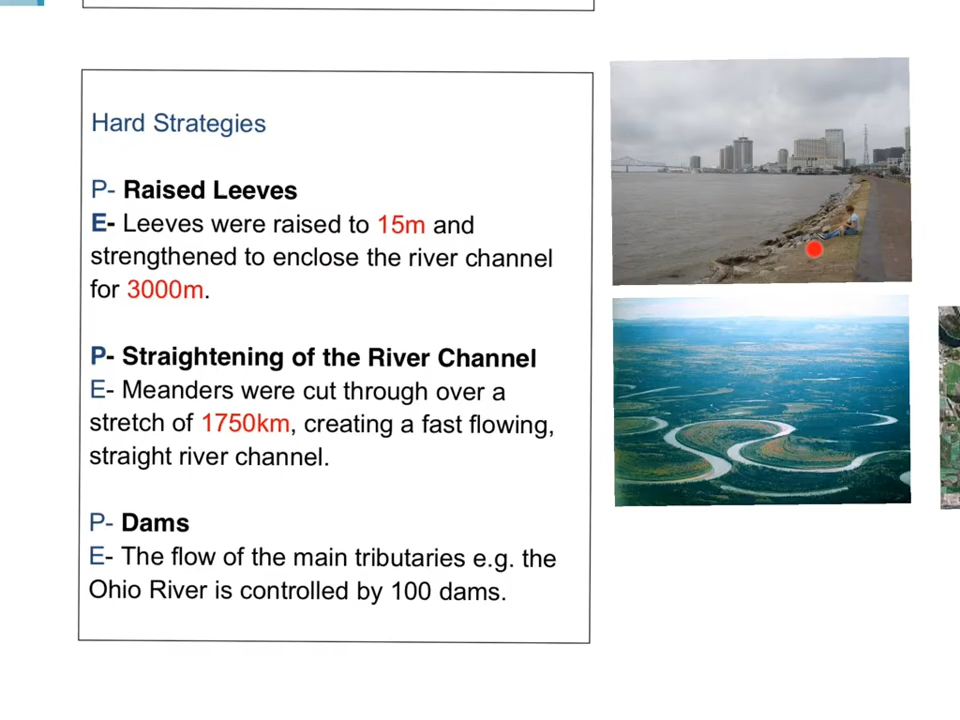 Hard Strategies
P- Raised Leeves
E- Leeves were raised to 15m and
strengthened to enclose the river channel
for 3000m.
P- Straightening of the River Channel
E- Meanders were cut through over a
stretch of 1750km, creating a fast flowing,
straight river channel.
P- Dams
E- The flow of the main tributaries e.g. the
Ohio River is controlled by 100 dams.